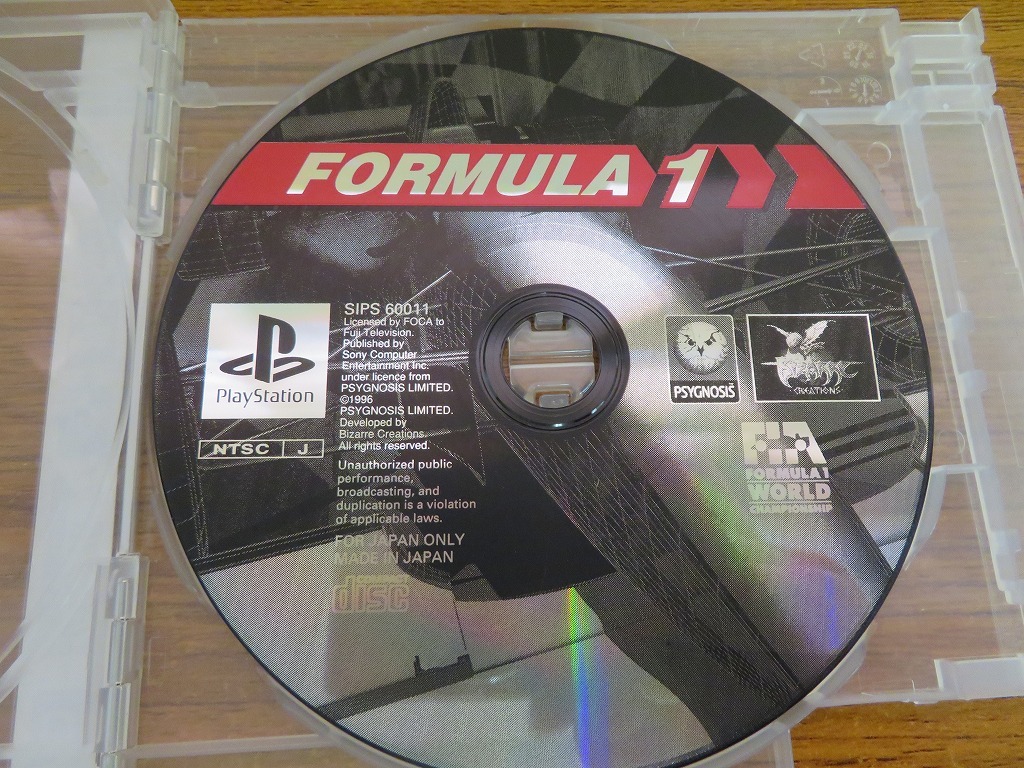 FORMULA 1
SIPS 60011
Licensed by FOCA to
Fuji Television.
Published by
Sony Computer
Entertainment Inc.
under licence from
PSYGNOSIS LIMITED.
©1996
PSYGNOSIS LIMITED.
Developed by
Bizarre Creations.
All rights reserved.
Unauthorized public
performance,
broadcasting, and
duplication is a violation
of applicable laws.
FOR JAPAN ONLY
MADE IN JAPAN
disc
PlayStation
NTSC J
PSYGNOSIS
CREATIONS
FIA
FORMULA 1
WORLD
CHAMPIONSHIP